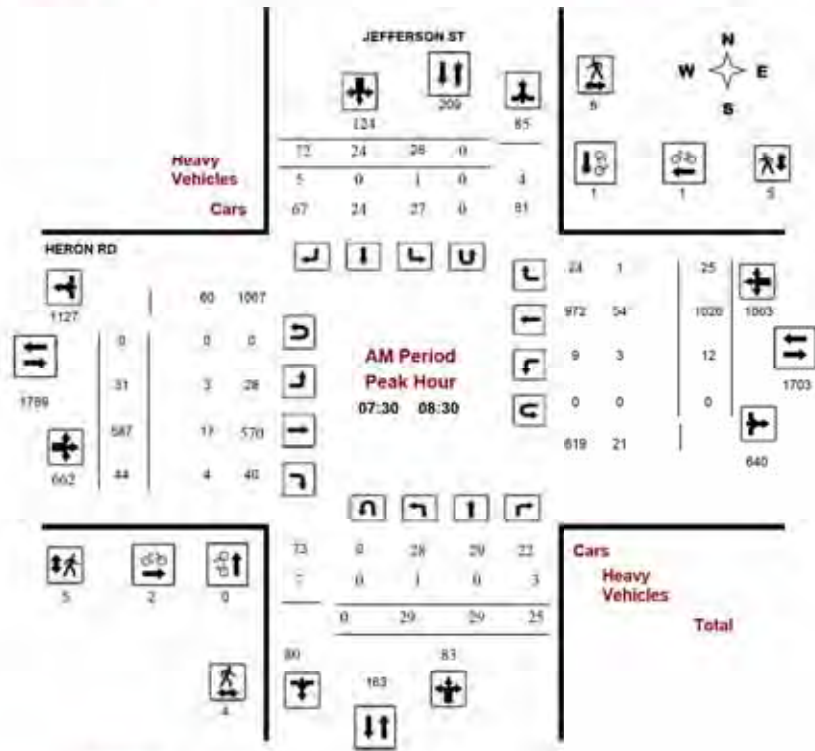 JEFFERSON ST
N
W E
S
209
6
124 85
72 24 28 0
Heavy
Vehicles
5 0 1 0 4
1 1 5
Cars
67 24 27 0 81
HERON RD
24 1 25
60 1067
1127
972 54 1026 1063
0 0 0
AM Period
Peak Hour
07:30 08:30
9 3 12
1703
31 3 28
1789
0 0 0
587 17 570
619 21
640
662 44 4 40
73 0 28 29 22 Cars
7 0 1 0 3 Heavy
Vehicles
5 2 0
0 29 29 25 Total
80 83
163
4